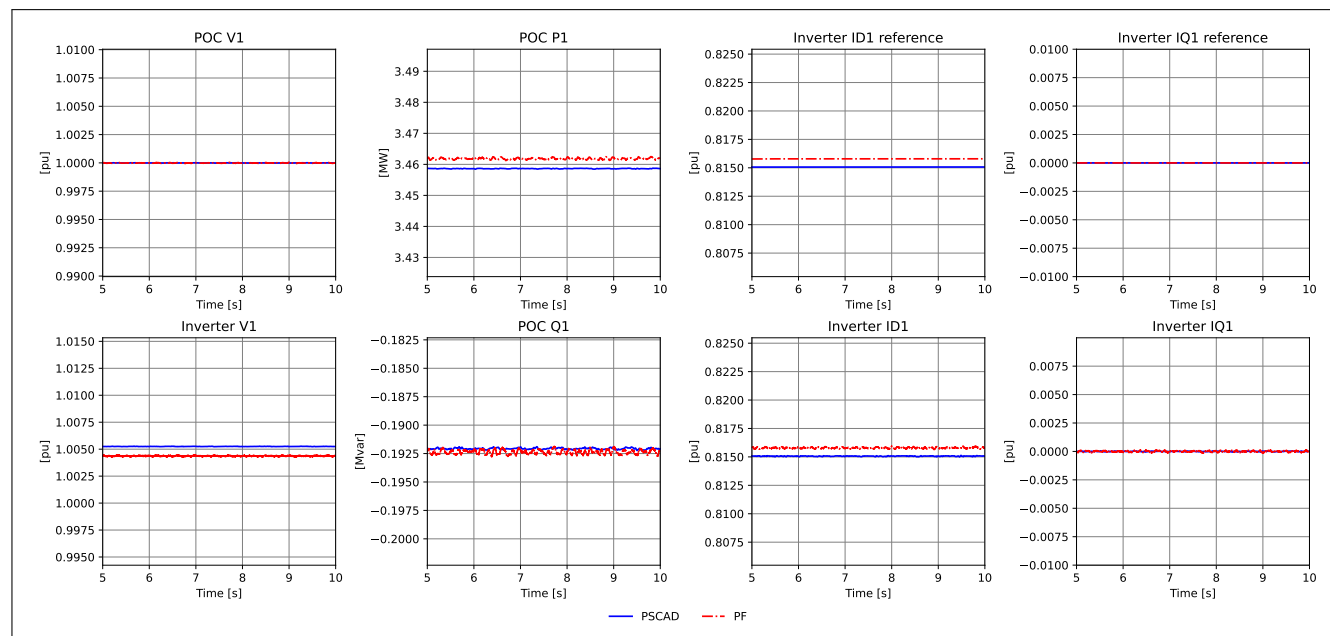 POC V1
1.0100
1.0075
1.0050
1.0025
1.0000
0.9975
0.9950
0.9925
0.9900
[pu]
5 6 7 8 9 10
Time [s]
POC P1
3.49
3.48
3.47
3.46
3.45
3.44
3.43
[MW]
5 6 7 8 9 10
Time [s]
Inverter ID1 reference
0.8250
0.8225
0.8200
0.8175
0.8150
0.8125
0.8100
0.8075
[pu]
5 6 7 8 9 10
Time [s]
Inverter IQ1 reference
0.0100
0.0075
0.0050
0.0025
0.0000
−0.0025
−0.0050
−0.0075
−0.0100
[pu]
5 6 7 8 9 10
Time [s]
Inverter V1
1.0150
1.0125
1.0100
1.0075
1.0050
1.0025
1.0000
0.9975
0.9950
[pu]
5 6 7 8 9 10
Time [s]
POC Q1
−0.1825
−0.1850
−0.1875
−0.1900
−0.1925
−0.1950
−0.1975
−0.2000
[Mvar]
5 6 7 8 9 10
Time [s]
Inverter ID1
0.8250
0.8225
0.8200
0.8175
0.8150
0.8125
0.8100
0.8075
[pu]
5 6 7 8 9 10
Time [s]
Inverter IQ1
0.0075
0.0050
0.0025
0.0000
−0.0025
−0.0050
−0.0075
−0.0100
[pu]
5 6 7 8 9 10
Time [s]
PSCAD PF